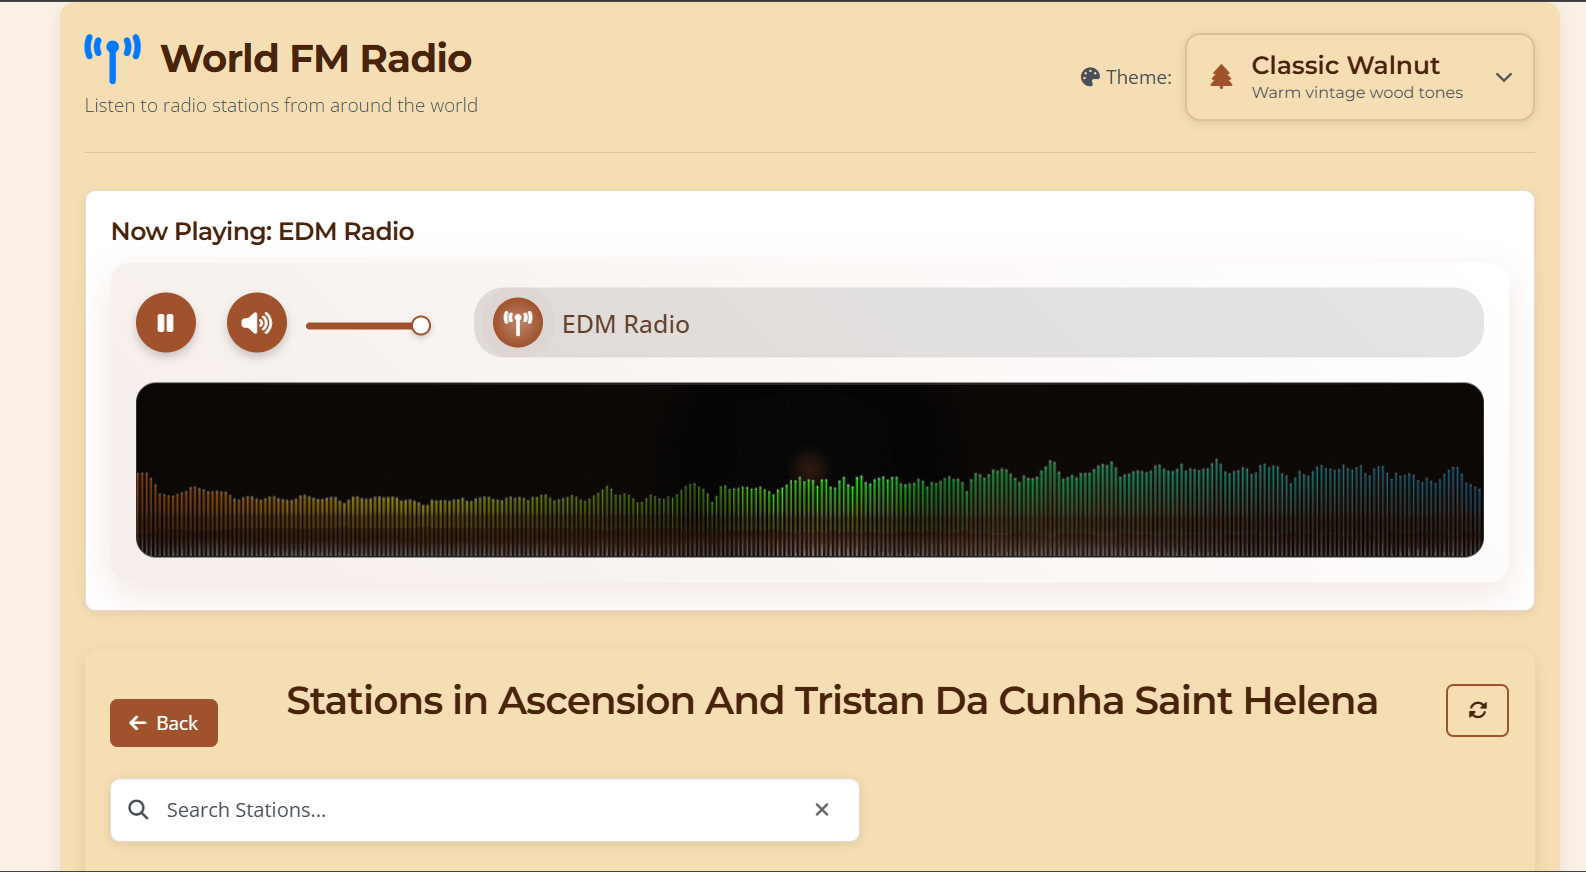 World FM Radio
Listen to radio stations from around the world
Theme:
Classic Walnut
Warm vintage wood tones
Now Playing: EDM Radio
EDM Radio
Stations in Ascension And Tristan Da Cunha Saint Helena
Back
Search Stations...